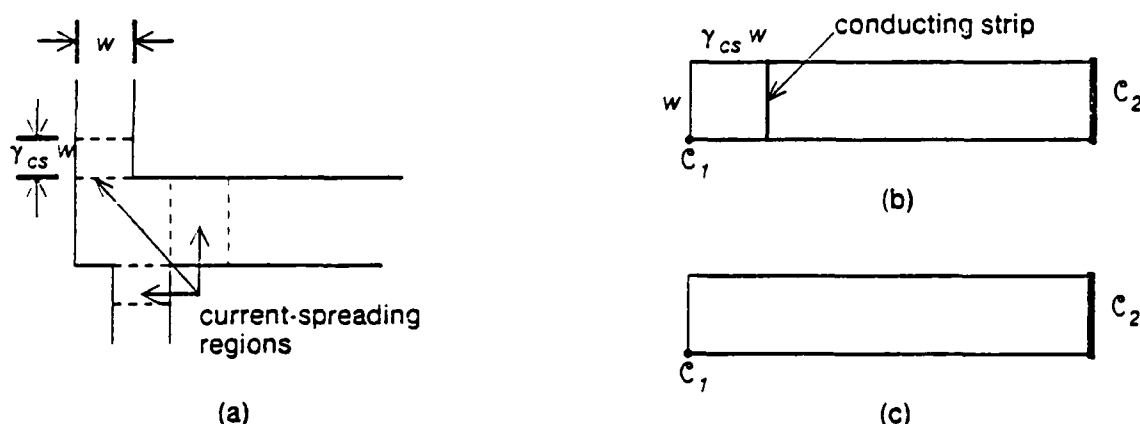 w
γcs w
current-spreading
regions
(a)
γcs w
conducting strip
w
C1
C2
(b)
C1
C2
(c)